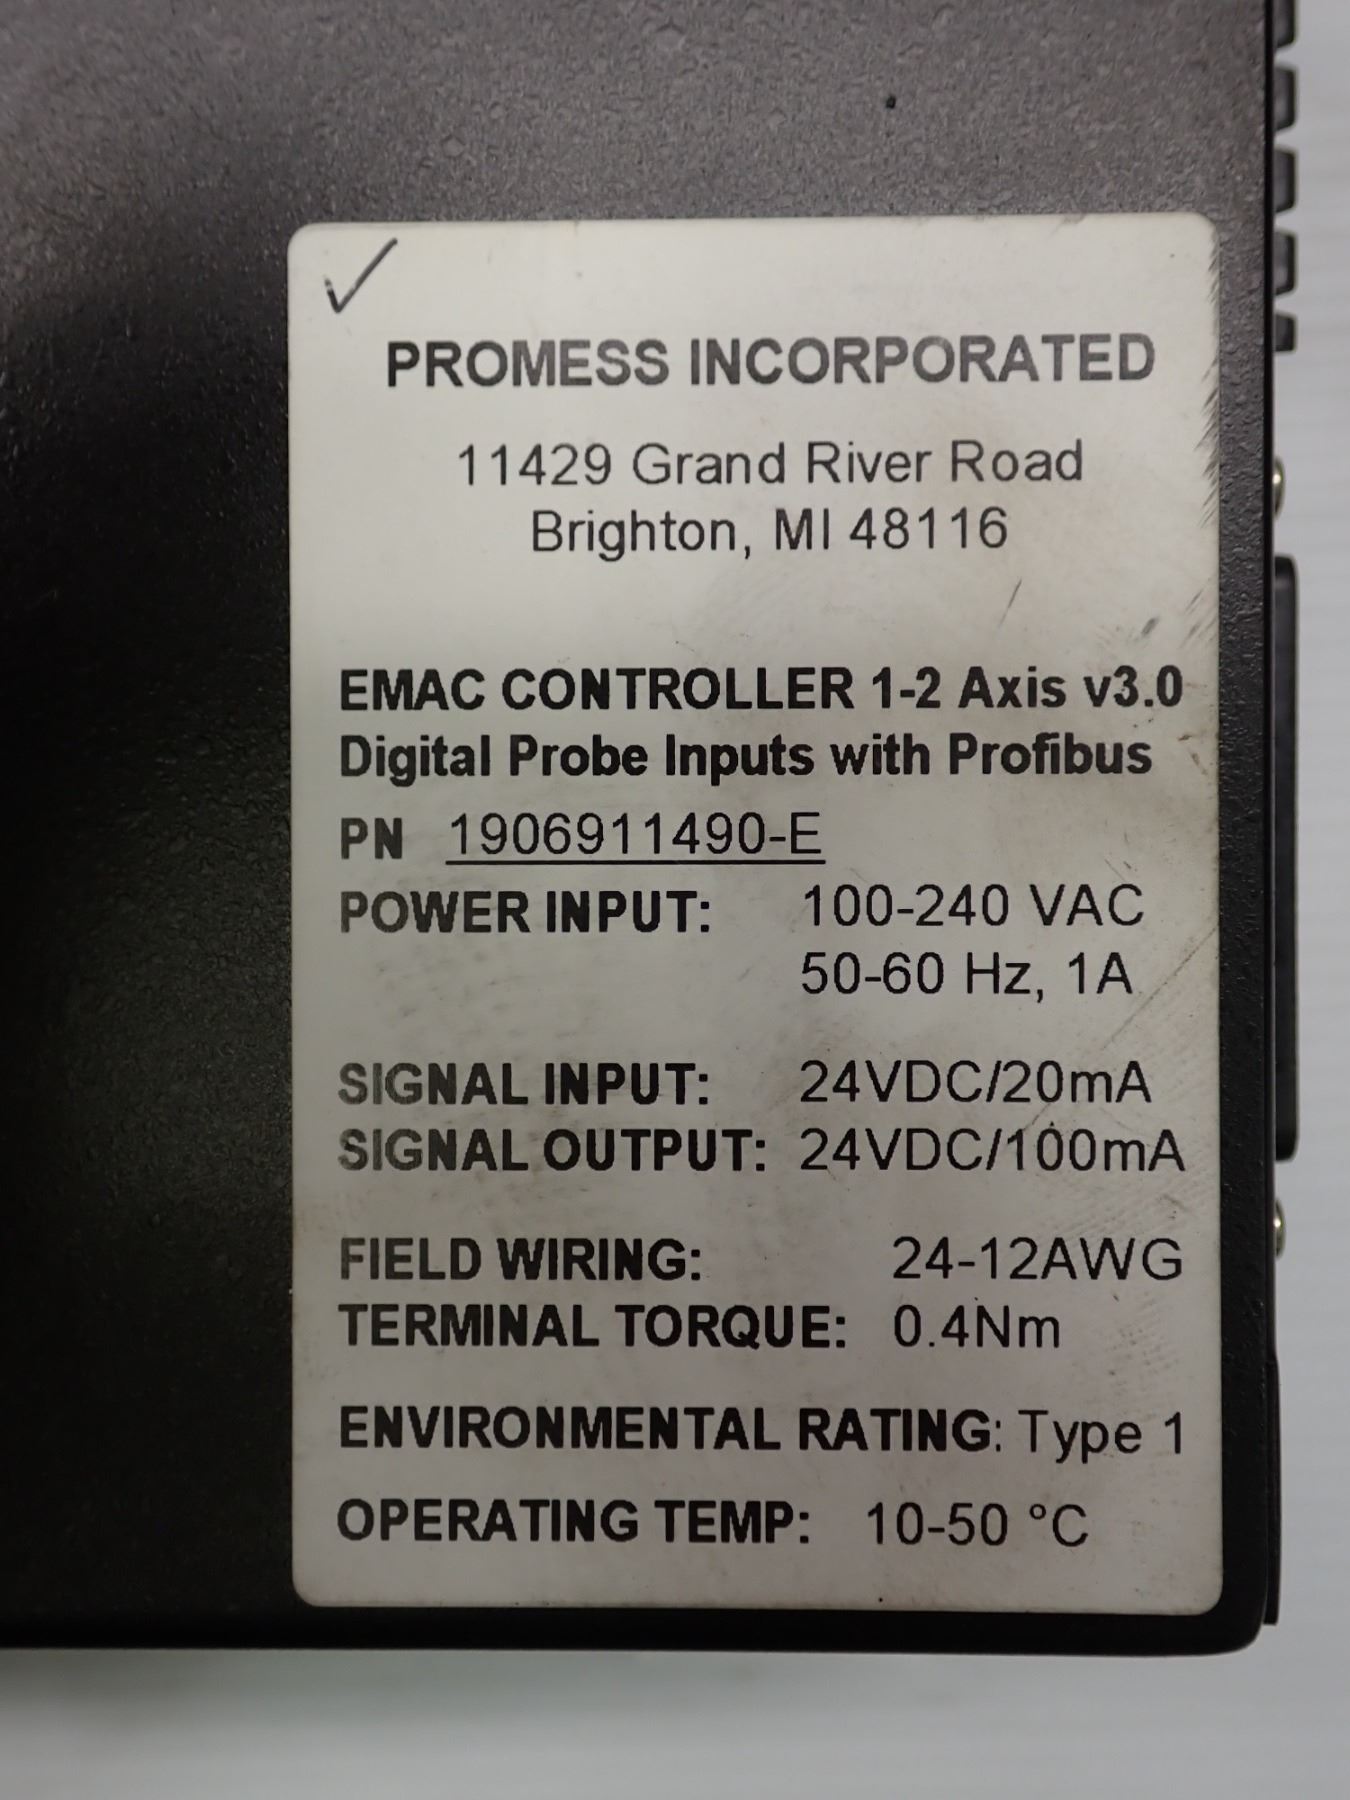 PROMESS INCORPORATED
11429 Grand River Road
Brighton, MI 48116
EMAC CONTROLLER 1-2 Axis v3.0
Digital Probe Inputs with Profibus
PN 1906911490-E
POWER INPUT: 100-240 VAC
50-60 Hz, 1A
SIGNAL INPUT: 24VDC/20mA
SIGNAL OUTPUT: 24VDC/100mA
FIELD WIRING: 24-12AWG
TERMINAL TORQUE: 0.4Nm
ENVIRONMENTAL RATING: Type 1
OPERATING TEMP: 10-50 °C